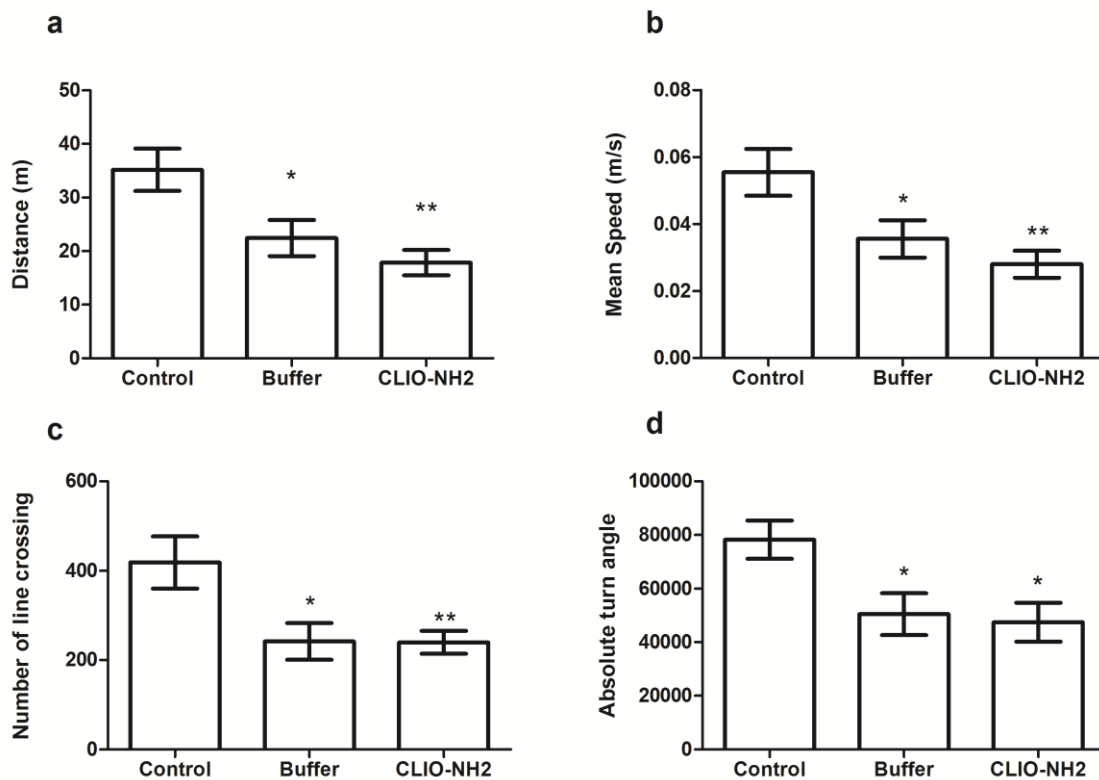 a
Distance (m)
50
40
30
20
10
0
*
**
Control Buffer CLIO-NH2
b
Mean Speed (m/s)
0.08
0.06
0.04
0.02
0.00
*
**
Control Buffer CLIO-NH2
c
Number of line crossing
600
400
200
0
*
**
Control Buffer CLIO-NH2
d
Absolute turn angle
100000
80000
60000
40000
20000
0
*
*
Control Buffer CLIO-NH2